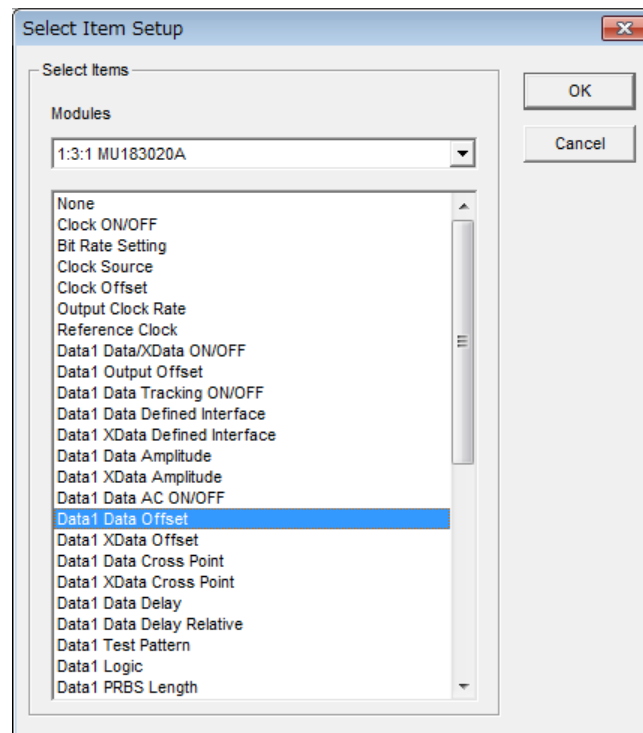 Select Item Setup
Select Items
OK
Modules
Cancel
1:3:1 MU183020A
None
Clock ON/OFF
Bit Rate Setting
Clock Source
Clock Offset
Output Clock Rate
Reference Clock
Data1 Data/XData ON/OFF
Data1 Output Offset
Data1 Data Tracking ON/OFF
Data1 Data Defined Interface
Data1 XData Defined Interface
Data1 Data Amplitude
Data1 XData Amplitude
Data1 Data AC ON/OFF
Data1 Data Offset
Data1 XData Offset
Data1 Data Cross Point
Data1 XData Cross Point
Data1 Data Delay
Data1 Data Delay Relative
Data1 Test Pattern
Data1 Logic
Data1 PRBS Length